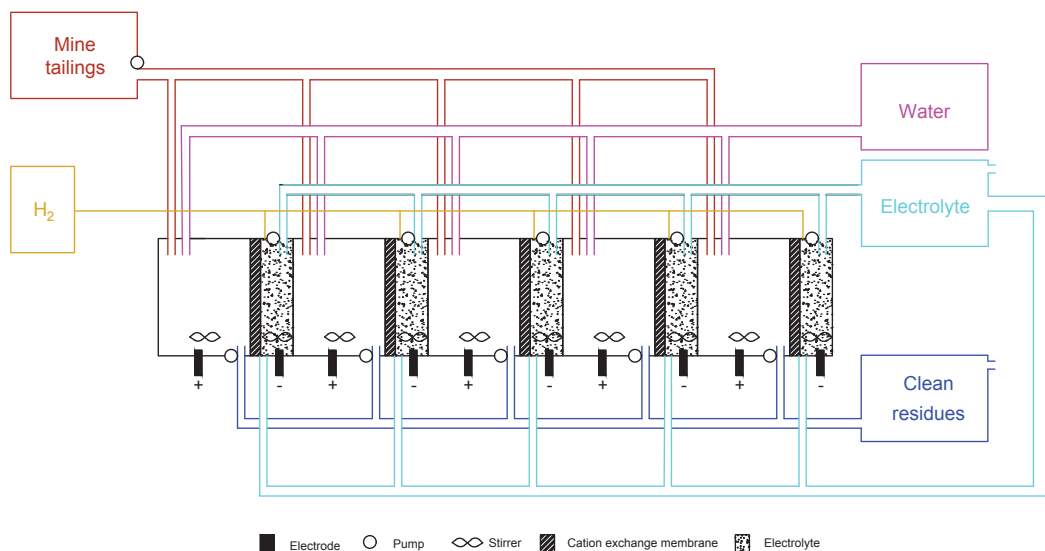 Mine
tailings
Water
H₂
Electrolyte
+ - + - + - + - + -
Clean
residues
Electrode
Pump
Stirrer
Cation exchange membrane
Electrolyte